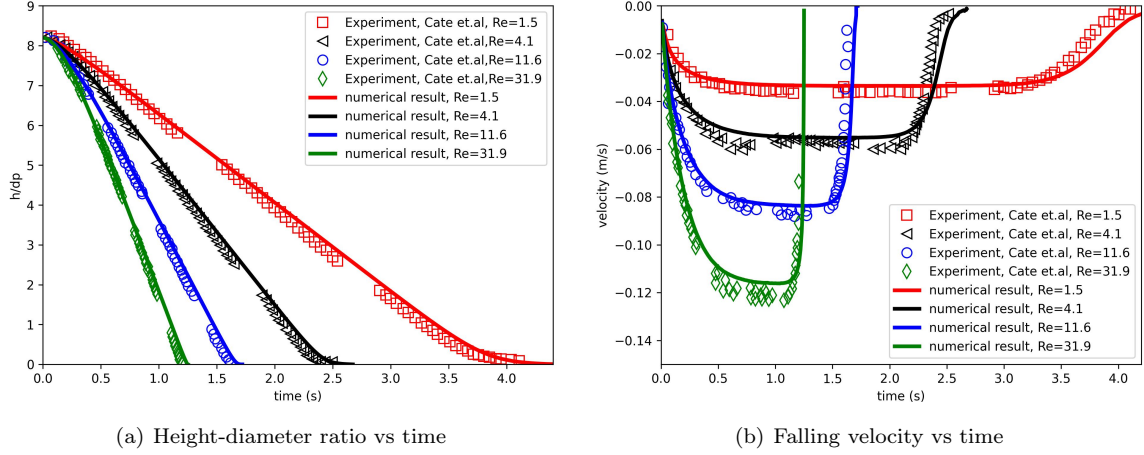 9
8
7
6
5
4
3
2
1
0
h/dp
0.0 0.5 1.0 1.5 2.0 2.5 3.0 3.5 4.0
time (s)
Experiment, Cate et.al, Re=1.5
Experiment, Cate et.al,Re=4.1
Experiment, Cate et.al,Re=11.6
Experiment, Cate et.al,Re=31.9
numerical result, Re=1.5
numerical result, Re=4.1
numerical result, Re=11.6
numerical result, Re=31.9
(a) Height-diameter ratio vs time
0.00
−0.02
−0.04
−0.06
−0.08
−0.10
−0.12
−0.14
velocity (m/s)
0.0 0.5 1.0 1.5 2.0 2.5 3.0 3.5 4.0
time (s)
Experiment, Cate et.al, Re=1.5
Experiment, Cate et.al, Re=4.1
Experiment, Cate et.al, Re=11.6
Experiment, Cate et.al, Re=31.9
numerical result, Re=1.5
numerical result, Re=4.1
numerical result, Re=11.6
numerical result, Re=31.9
(b) Falling velocity vs time